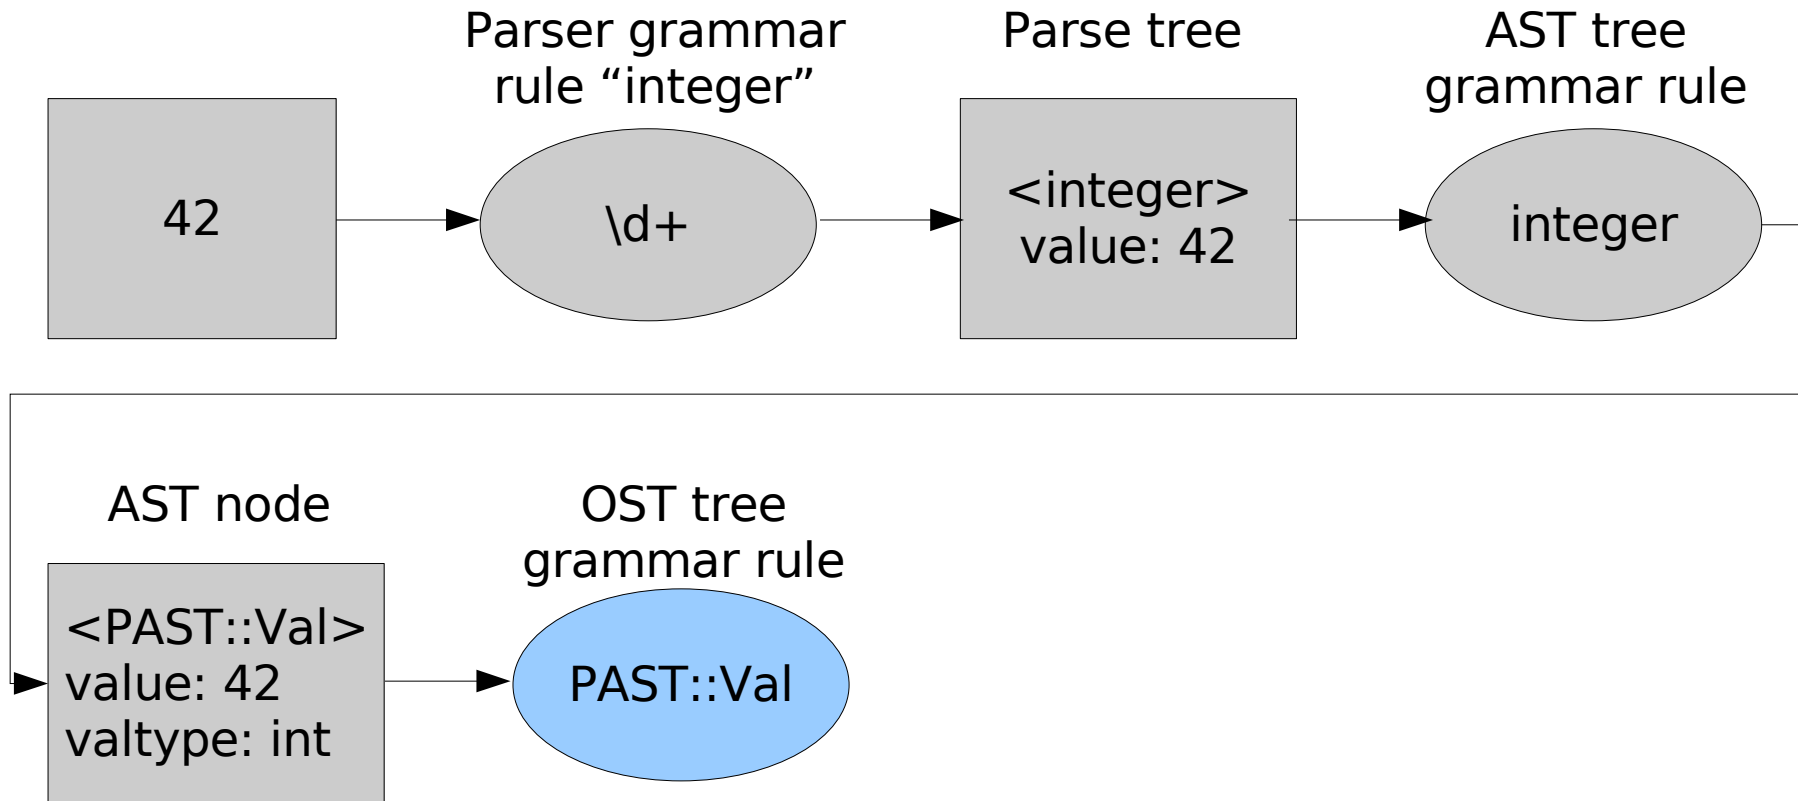 Parser grammar
rule “integer”
Parse tree
AST tree
grammar rule
42
\d+
<integer>
value: 42
integer
AST node
OST tree
grammar rule
<PAST::Val>
value: 42
valtype: int
PAST::Val